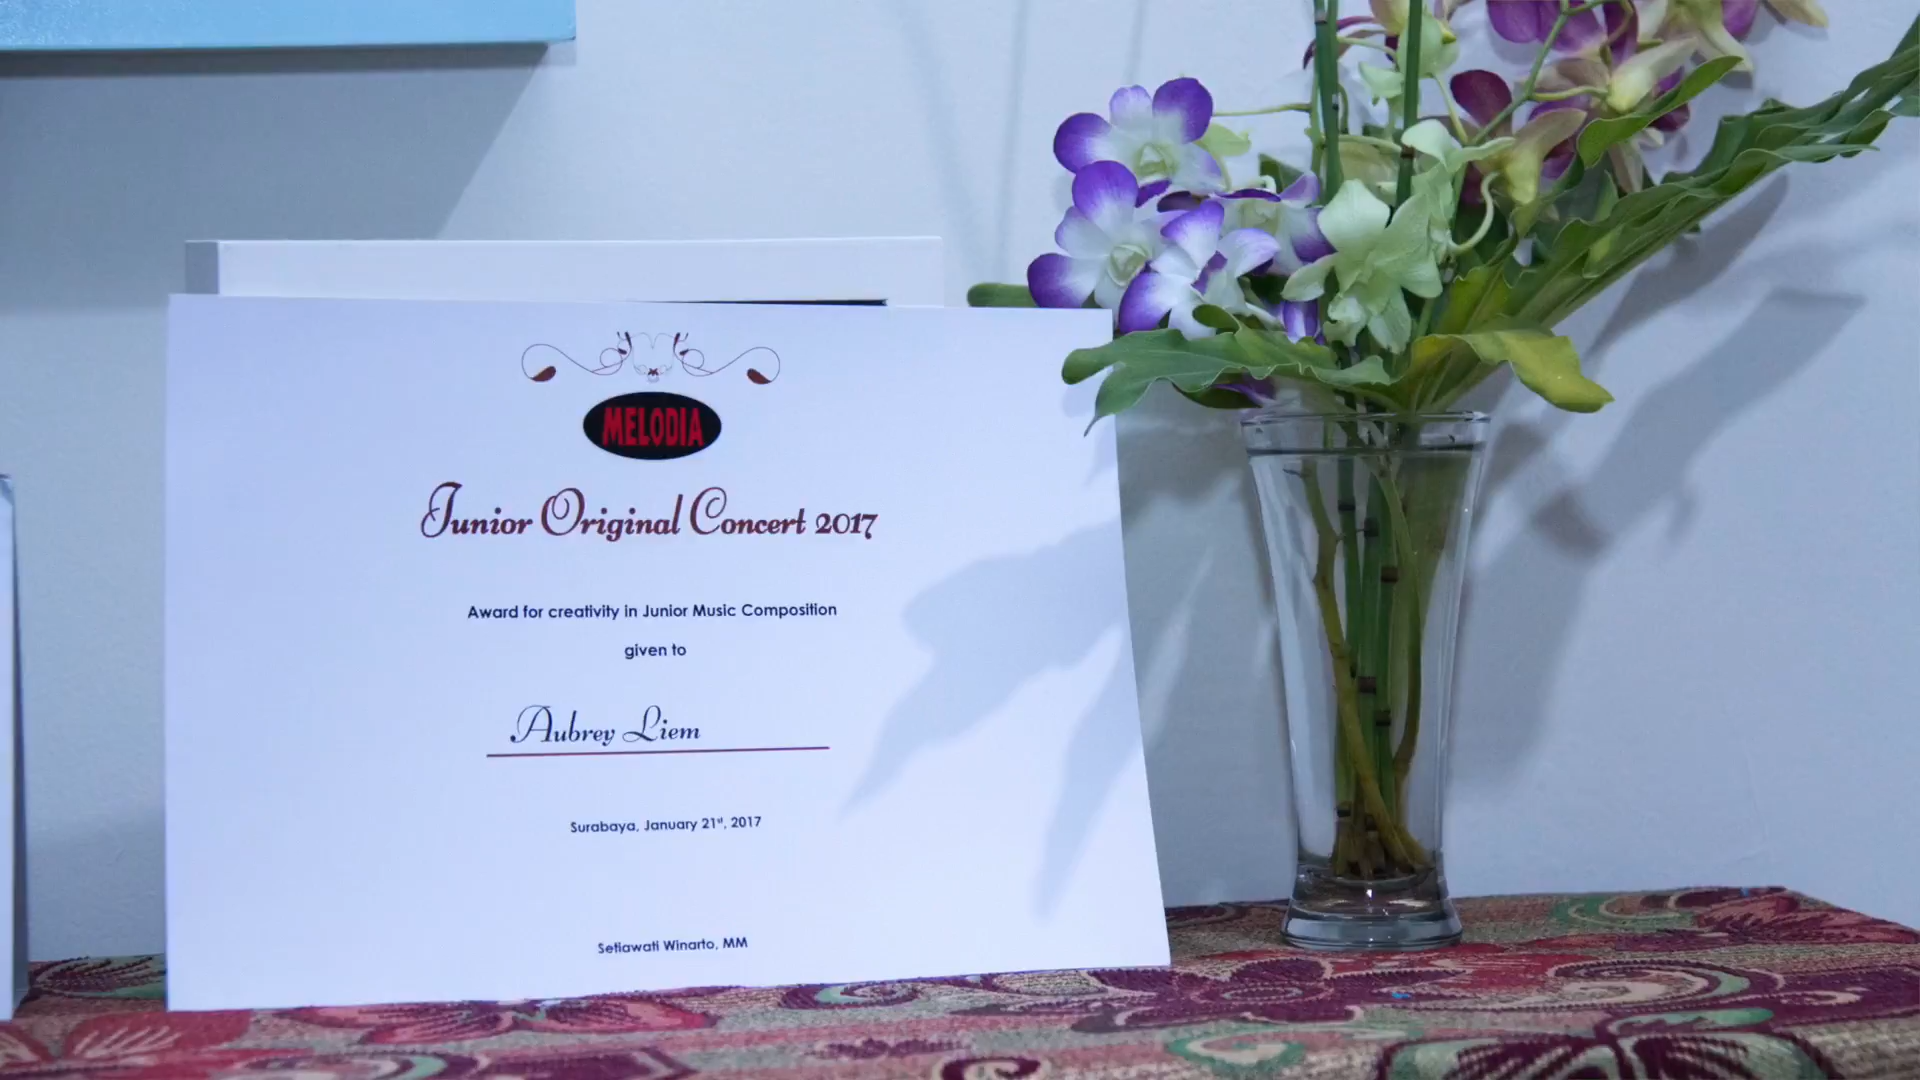 MELODIA
Junior Original Concert 2017
Award for creativity in Junior Music Composition
given to
Aubrey Liem
Surabaya, January 21st, 2017
Setiawati Winarto, MM